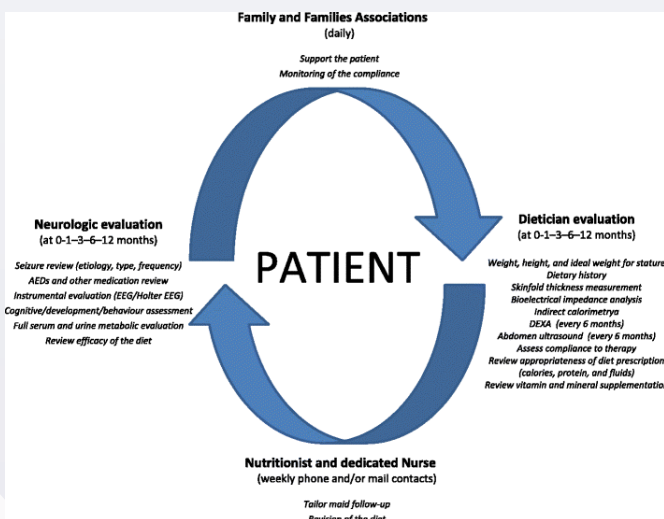 Family and Families Associations
(daily)
Support the patient
Monitoring of the compliance
Neurologic evaluation
(at 0-1-3-6-12 months)
Seizure review (etiology, type, frequency)
AEDs and other medication review
Instrumental evaluation (EEG/Holter EEG)
Cognitive/development/behaviour assessment
Full serum and urine metabolic evaluation
Review efficacy of the diet
PATIENT
Dietician evaluation
(at 0-1–3–6–12 months)
Weight, height, and ideal weight for stature
Dietary history
Skinfold thickness measurement
Bioelectrical impedance analysis
Indirect calorimetrya
DEXA (every 6 months)
Abdomen ultrasound (every 6 months)
Assess compliance to therapy
Review appropriateness of diet prescription
(calories, protein, and fluids)
Review vitamin and mineral supplementation
Nutritionist and dedicated Nurse
(weekly phone and/or mail contacts)
Tailor maid follow-up
Revision of the diet